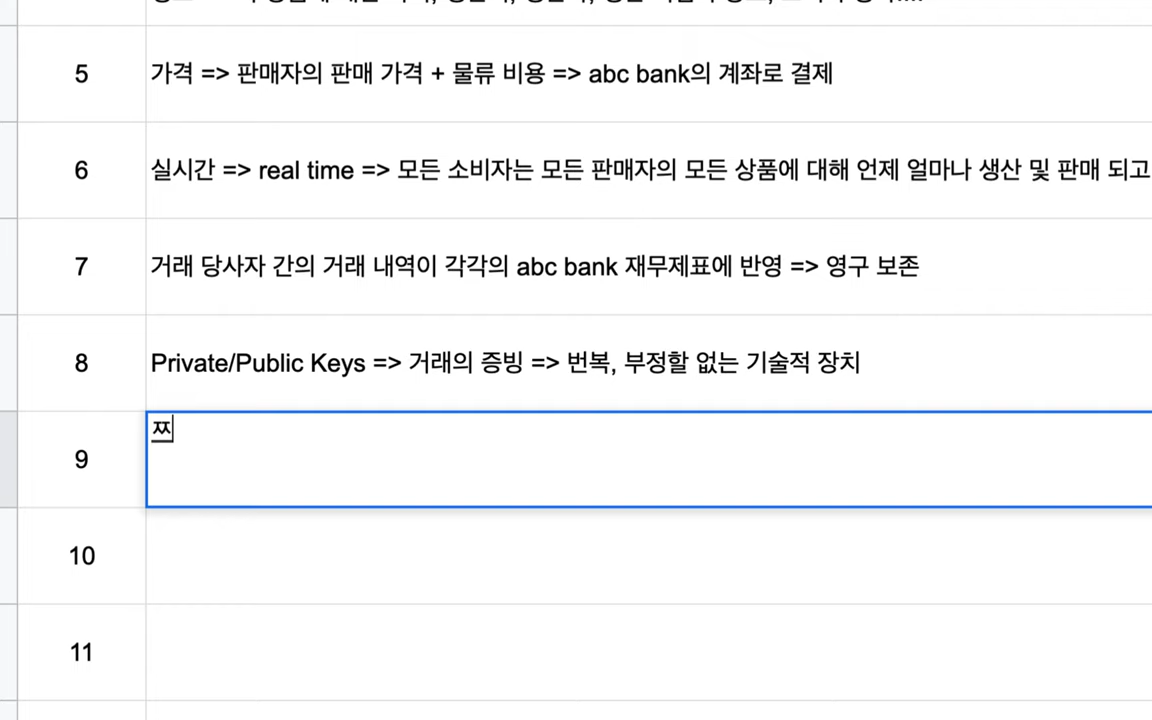 5 가격 => 판매자의 판매 가격 + 물류 비용 => abc bank의 계좌로 결제
6 실시간 => real time => 모든 소비자는 모든 판매자의 모든 상품에 대해 언제 얼마나 생산 및 판매 되고
7 거래 당사자 간의 거래 내역이 각각의 abc bank 재무제표에 반영 => 영구 보존
8 Private/Public Keys => 거래의 증빙 => 번복, 부정할 없는 기술적 장치
9 ㅉ
10
11